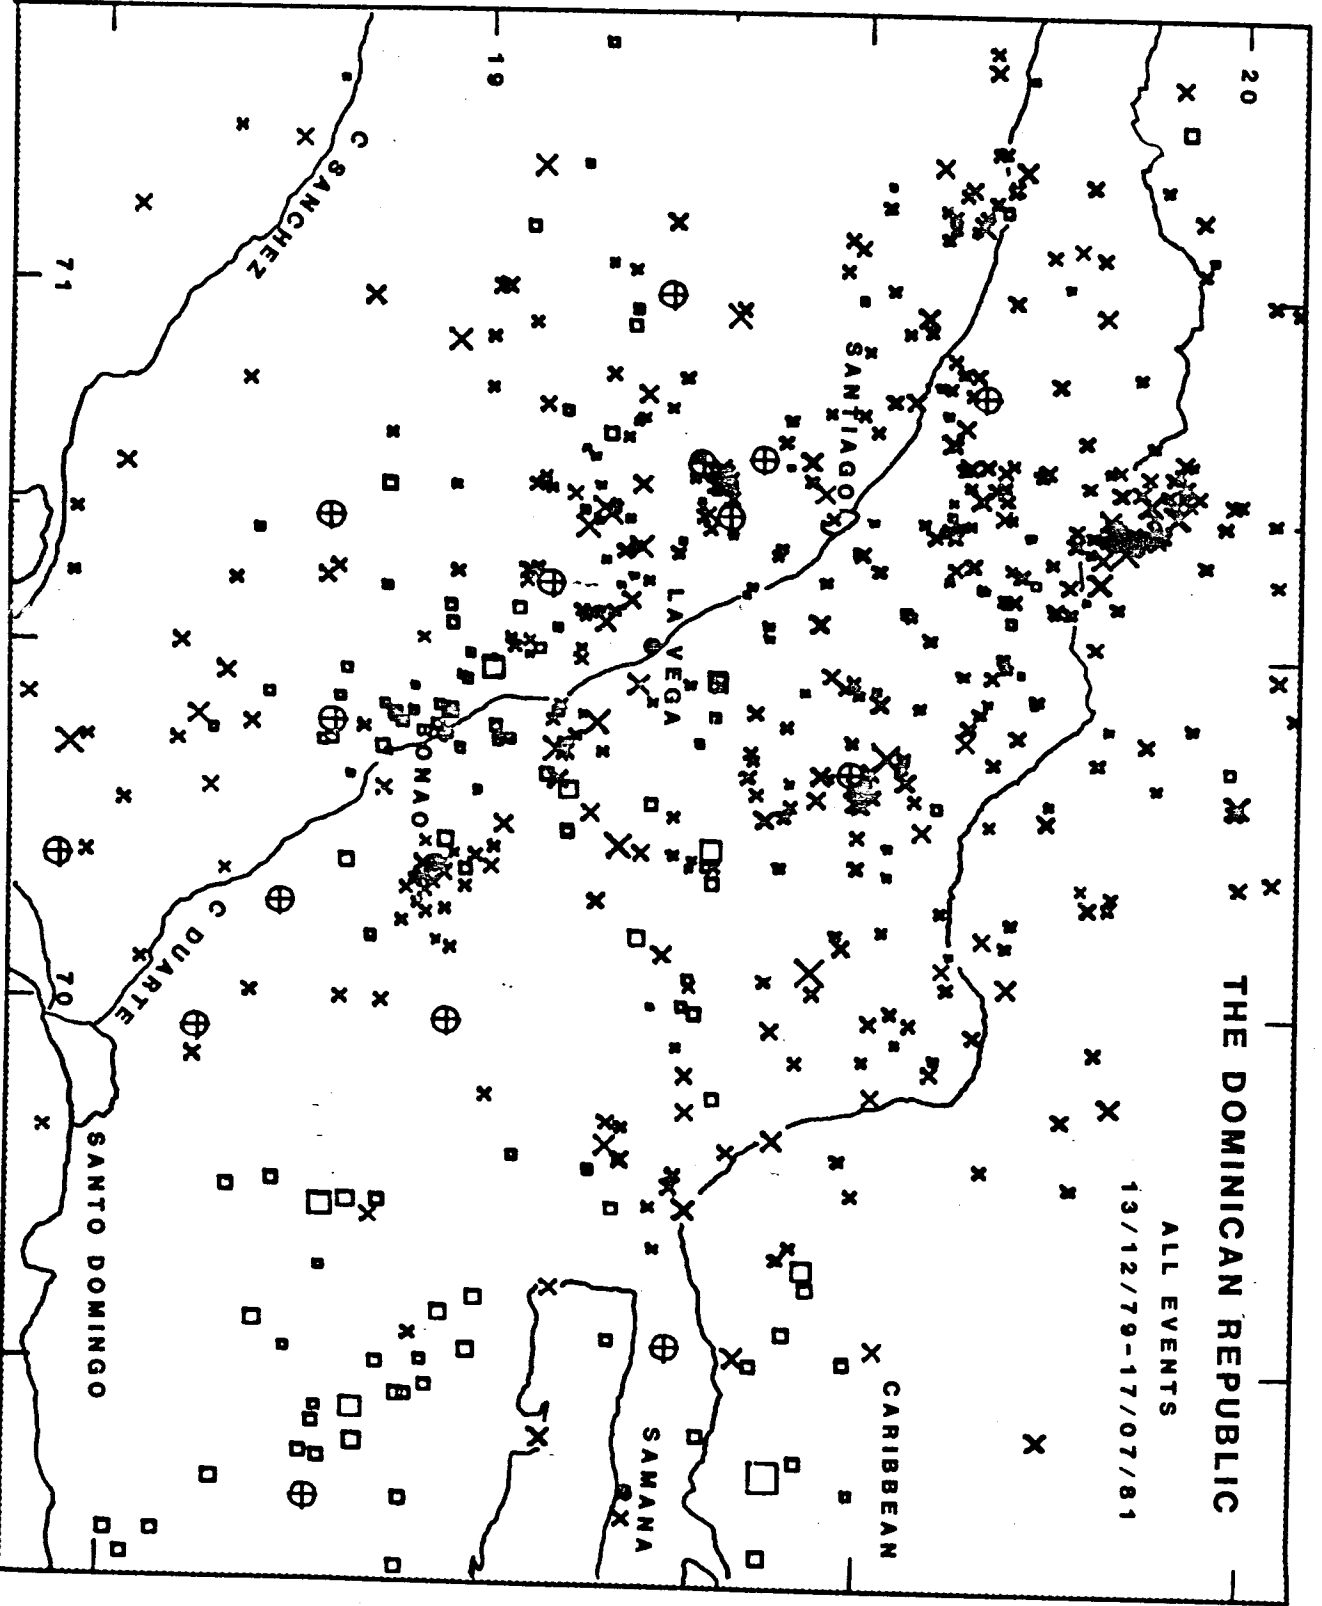 THE DOMINICAN REPUBLIC
ALL EVENTS
13/12/79-17/07/81
20
CARIBBEAN
SANTIAGO
SAMANA
LA VEGA
19
BONAO
C SANCHEZ
C DUARTE
SANTO DOMINGO
71
70